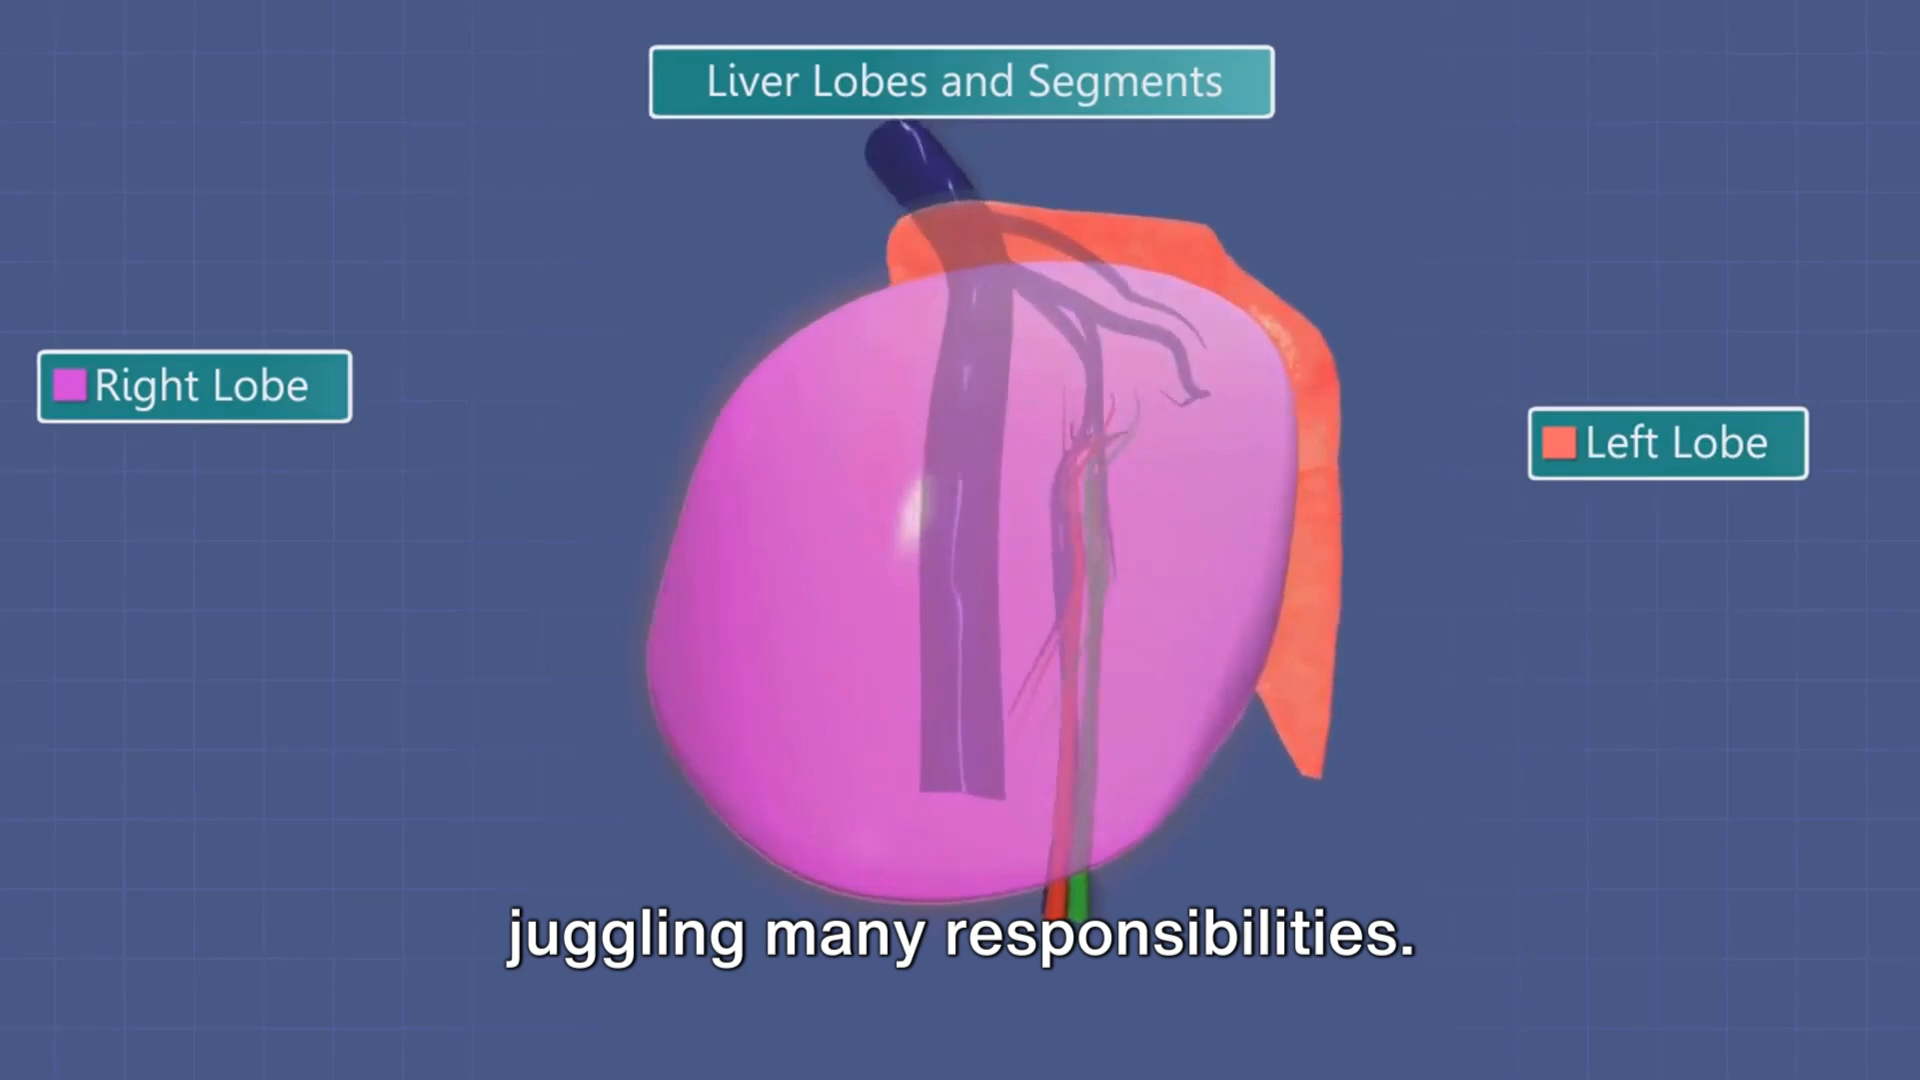 Liver Lobes and Segments
Right Lobe
Left Lobe
juggling many responsibilities.